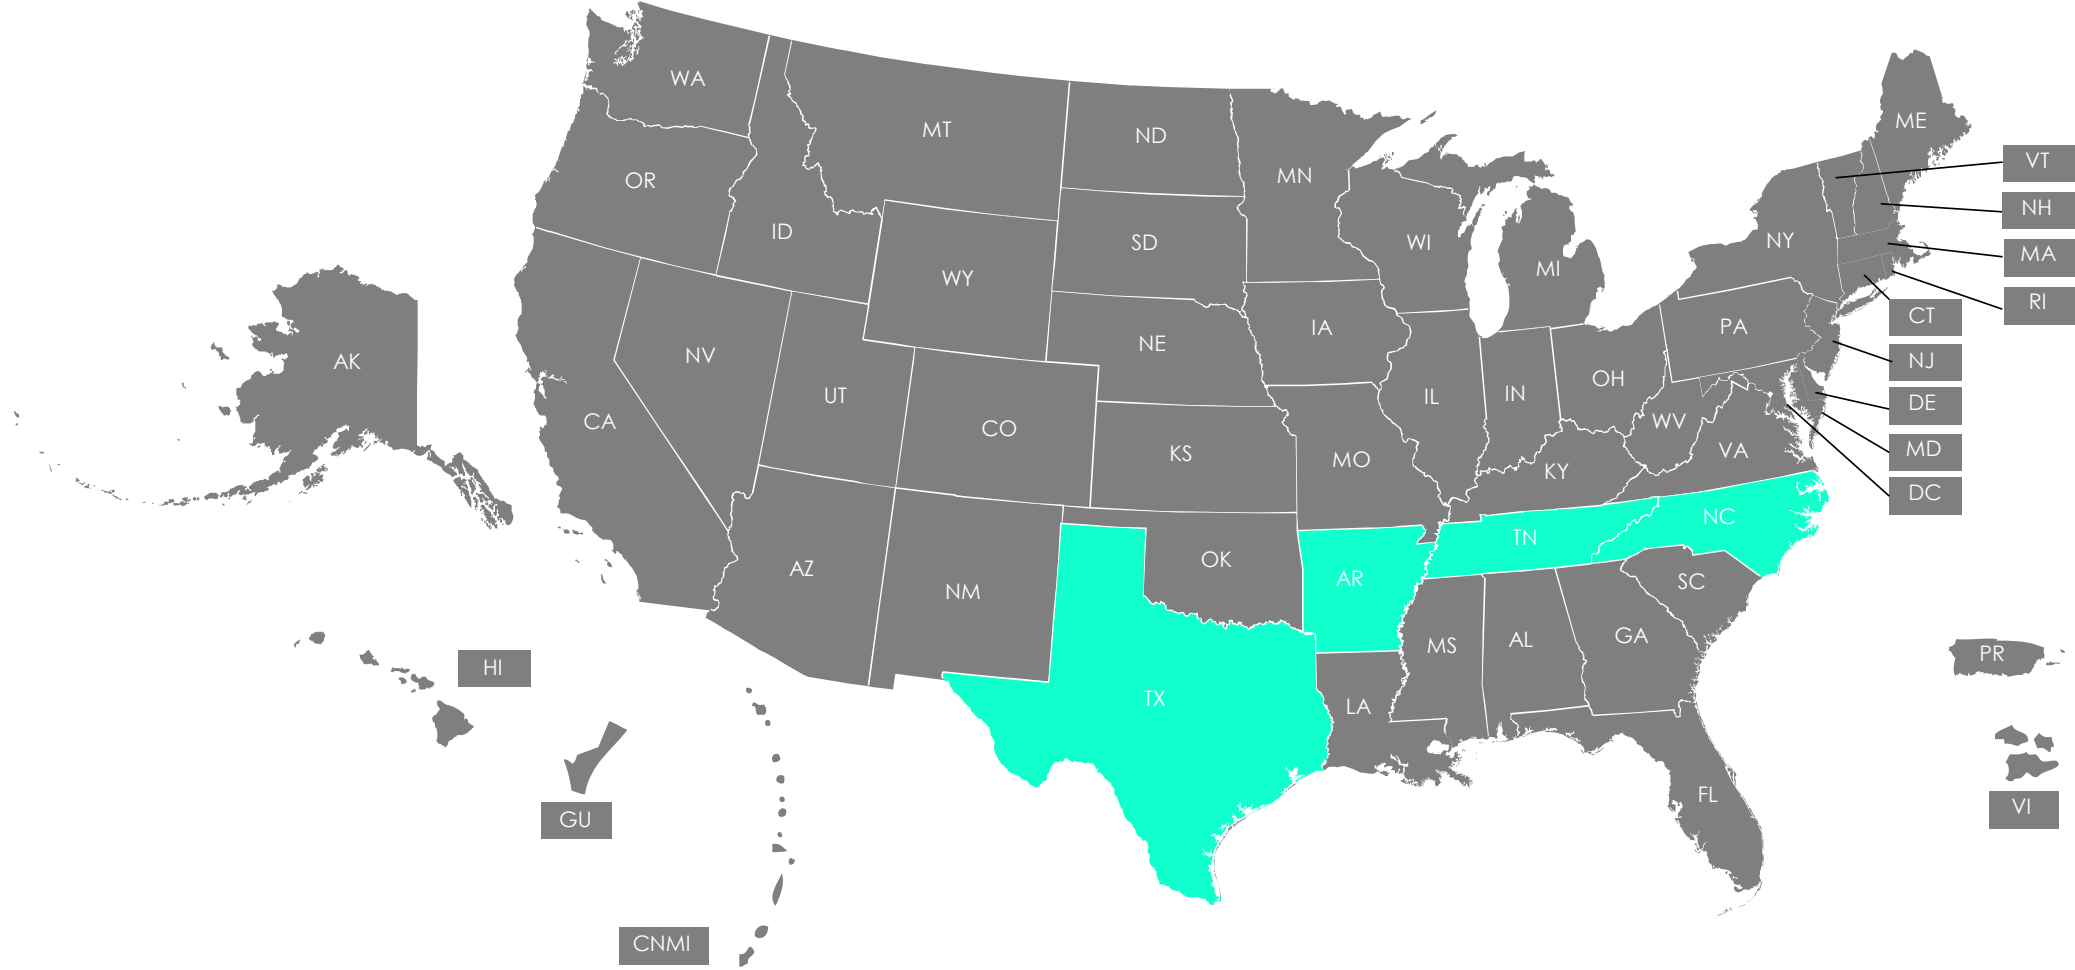 WA
MT
ND
MN
ME
VT
OR
ID
SD
WI
MI
NY
NH
MA
RI
WY
IA
NE
PA
CT
AK
NV
UT
CO
KS
MO
IL
IN
OH
WV
VA
KY
NJ
DE
MD
DC
CA
AZ
NM
OK
AR
TN
NC
SC
MS
AL
GA
HI
TX
LA
FL
PR
GU
VI
CNMI